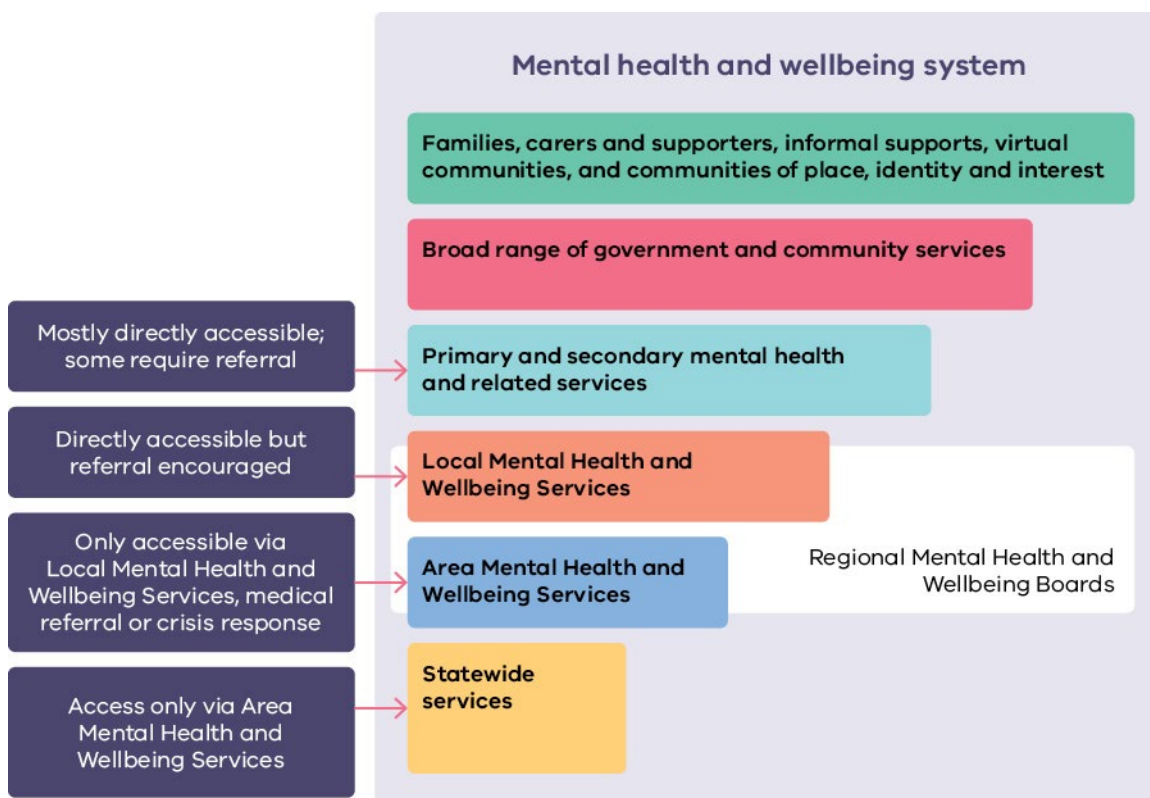 Mental health and wellbeing system
Families, carers and supporters, informal supports, virtual
communities, and communities of place, identity and interest
Broad range of government and community services
Mostly directly accessible;
some require referral
Primary and secondary mental health
and related services
Directly accessible but
referral encouraged
Local Mental Health and
Wellbeing Services
Only accessible via
Local Mental Health and
Wellbeing Services, medical
referral or crisis response
Area Mental Health and
Wellbeing Services
Regional Mental Health and
Wellbeing Boards
Access only via Area
Mental Health and
Wellbeing Services
Statewide
services